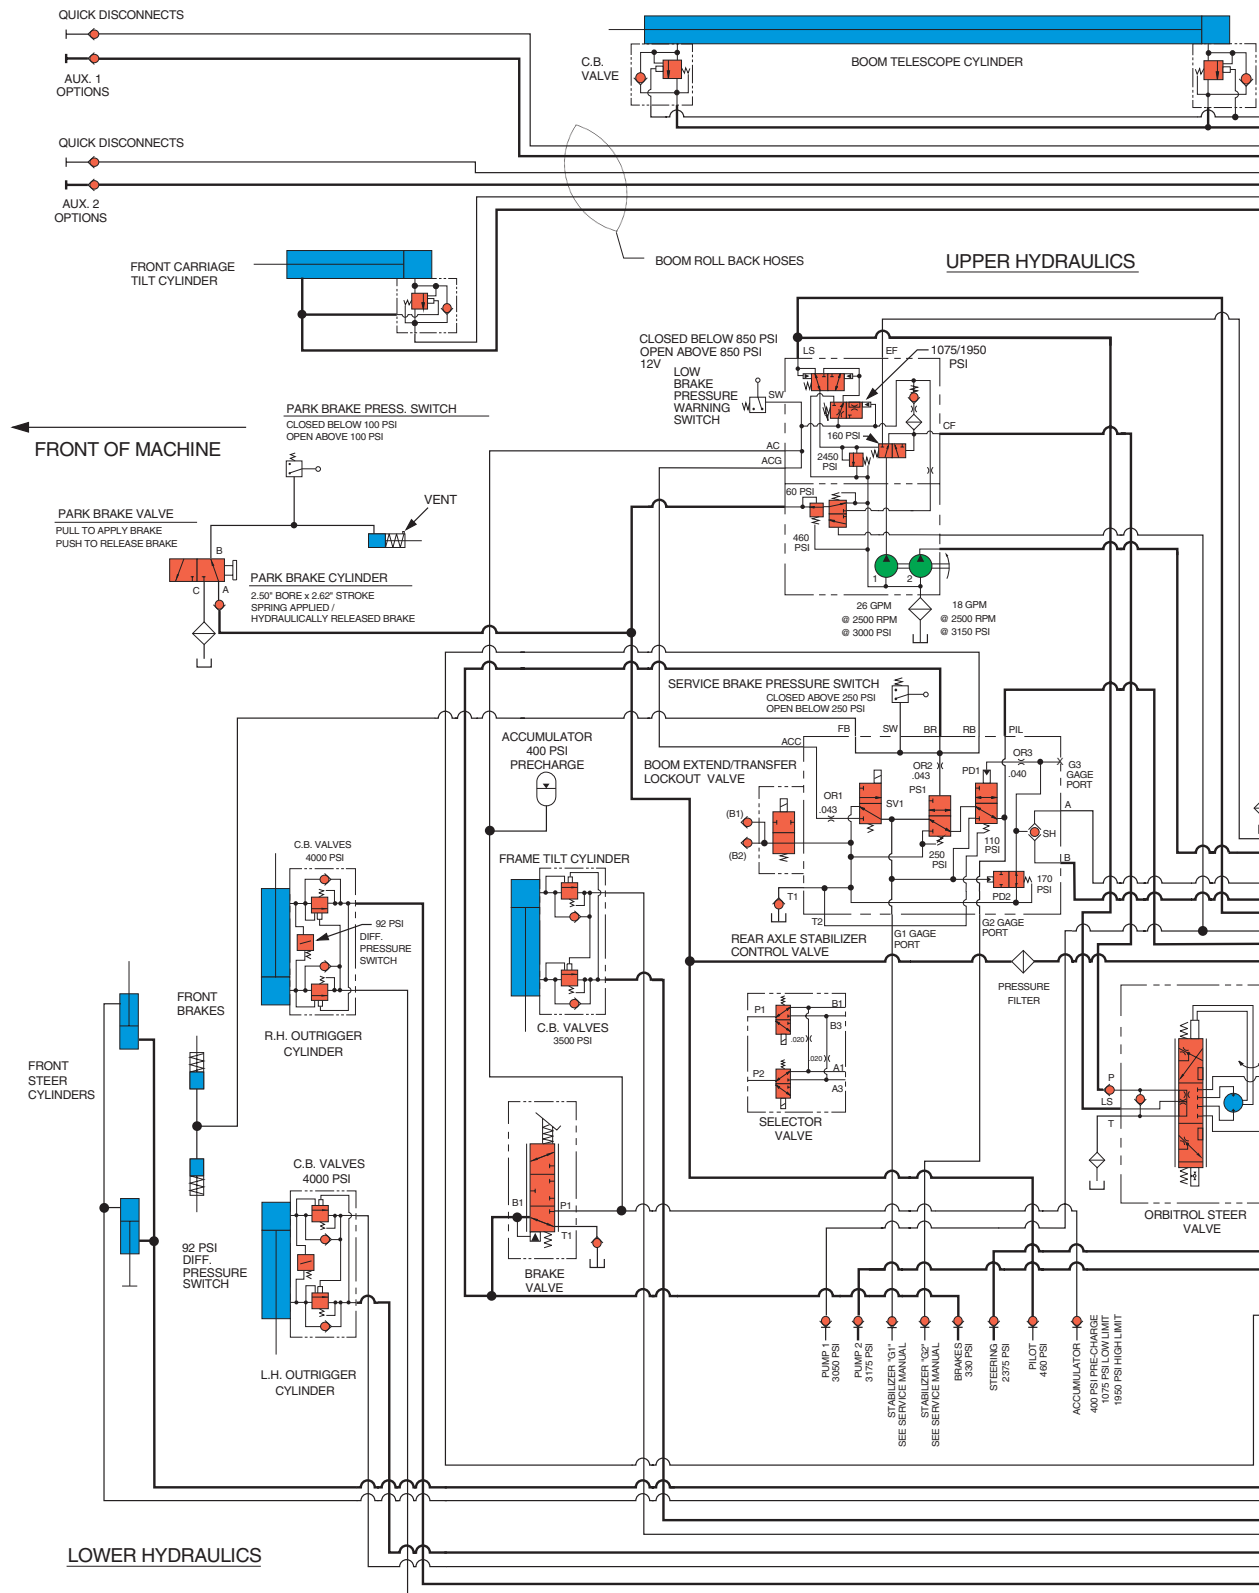 QUICK DISCONNECTS
AUX. 1
OPTIONS
QUICK DISCONNECTS
AUX. 2
OPTIONS
C.B.
VALVE
BOOM TELESCOPE CYLINDER
FRONT CARRIAGE
TILT CYLINDER
BOOM ROLL BACK HOSES
UPPER HYDRAULICS
CLOSED BELOW 850 PSI
OPEN ABOVE 850 PSI
12V
LOW
BRAKE
PRESSURE
WARNING
SWITCH
LS
EF
1075/1950
PSI
SW
CF
160 PSI
AC
ACG
2450
PSI
60 PSI
460
PSI
1
2
26 GPM
@ 2500 RPM
@ 3000 PSI
18 GPM
@ 2500 RPM
@ 3150 PSI
FRONT OF MACHINE
PARK BRAKE PRESS. SWITCH
CLOSED BELOW 100 PSI
OPEN ABOVE 100 PSI
VENT
PARK BRAKE VALVE
PULL TO APPLY BRAKE
PUSH TO RELEASE BRAKE
B
C
A
PARK BRAKE CYLINDER
2.50" BORE x 2.62" STROKE
SPRING APPLIED /
HYDRAULICALLY RELEASED BRAKE
SERVICE BRAKE PRESSURE SWITCH
CLOSED ABOVE 250 PSI
OPEN BELOW 250 PSI
FB
SW
BR
RB
PIL
ACC
ACCUMULATOR
400 PSI
PRECHARGE
BOOM EXTEND/TRANSFER
LOCKOUT VALVE
OR1
.043
SV1
OR2
.043
PS1
PD1
OR3
.040
G3
GAGE
PORT
A
SH
B
(B1)
(B2)
250
PSI
110
PSI
170
PSI
PD2
T1
T2
G1 GAGE
PORT
G2 GAGE
PORT
REAR AXLE STABILIZER
CONTROL VALVE
PRESSURE
FILTER
C.B. VALVES
4000 PSI
92 PSI
DIFF.
PRESSURE
SWITCH
R.H. OUTRIGGER
CYLINDER
FRAME TILT CYLINDER
C.B. VALVES
3500 PSI
FRONT
BRAKES
FRONT
STEER
CYLINDERS
P1
B1
B3
.020
.020
P2
A1
A3
SELECTOR
VALVE
P
LS
T
ORBITROL STEER
VALVE
C.B. VALVES
4000 PSI
92 PSI
DIFF.
PRESSURE
SWITCH
L.H. OUTRIGGER
CYLINDER
B1
P1
T1
BRAKE
VALVE
PUMP 1
3050 PSI
PUMP 2
3175 PSI
STABILIZER "G1"
SEE SERVICE MANUAL
STABILIZER "G2"
SEE SERVICE MANUAL
BRAKES
330 PSI
STEERING
2375 PSI
PILOT
460 PSI
ACCUMULATOR
400 PSI PRE-CHARGE
1075 PSI LOW LIMIT
1950 PSI HIGH LIMIT
LOWER HYDRAULICS